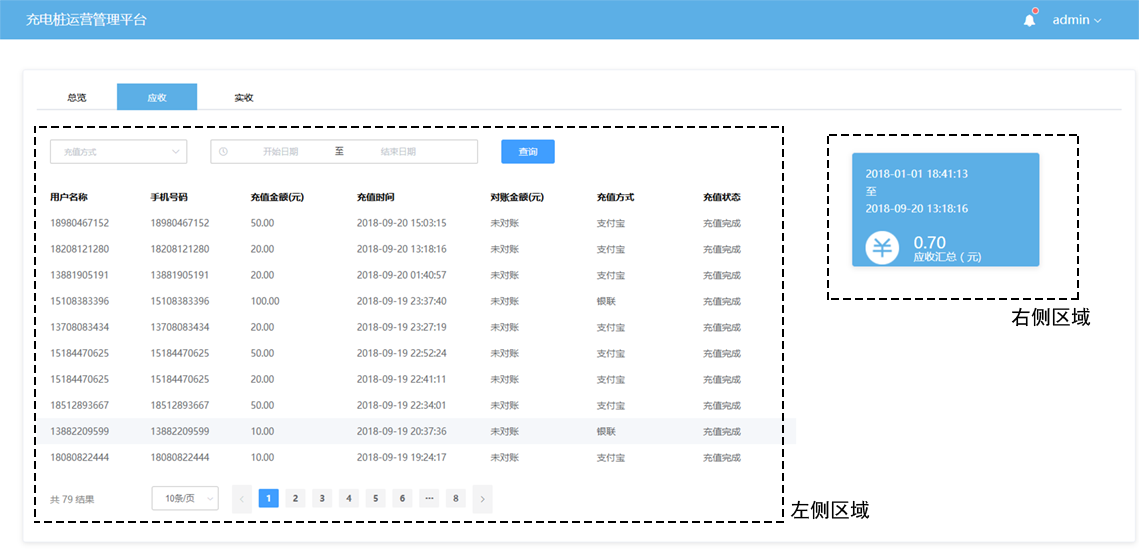 充电桩运营管理平台 admin
总览 应收 实收
充值方式 开始日期 至 结束日期 查询
用户名称 手机号码 充值金额(元) 充值时间 对账金额(元) 充值方式 充值状态
18980467152 18980467152 50.00 2018-09-20 15:03:15 未对账 支付宝 充值完成
18208121280 18208121280 20.00 2018-09-20 13:18:16 未对账 支付宝 充值完成
13881905191 13881905191 20.00 2018-09-20 01:40:57 未对账 支付宝 充值完成
15108383396 15108383396 100.00 2018-09-19 23:37:40 未对账 银联 充值完成
13708083434 13708083434 20.00 2018-09-19 23:27:19 未对账 支付宝 充值完成
15184470625 15184470625 50.00 2018-09-19 22:52:24 未对账 支付宝 充值完成
15184470625 15184470625 20.00 2018-09-19 22:41:11 未对账 支付宝 充值完成
18512893667 18512893667 50.00 2018-09-19 22:34:01 未对账 支付宝 充值完成
13882209599 13882209599 10.00 2018-09-19 20:37:36 未对账 银联 充值完成
18080822444 18080822444 10.00 2018-09-19 19:24:17 未对账 支付宝 充值完成
共 79 结果 10条/页 < 1 2 3 4 5 6 ··· 8 >
左侧区域
2018-01-01 18:41:13
至
2018-09-20 13:18:16
¥ 0.70
应收汇总（元）
右侧区域